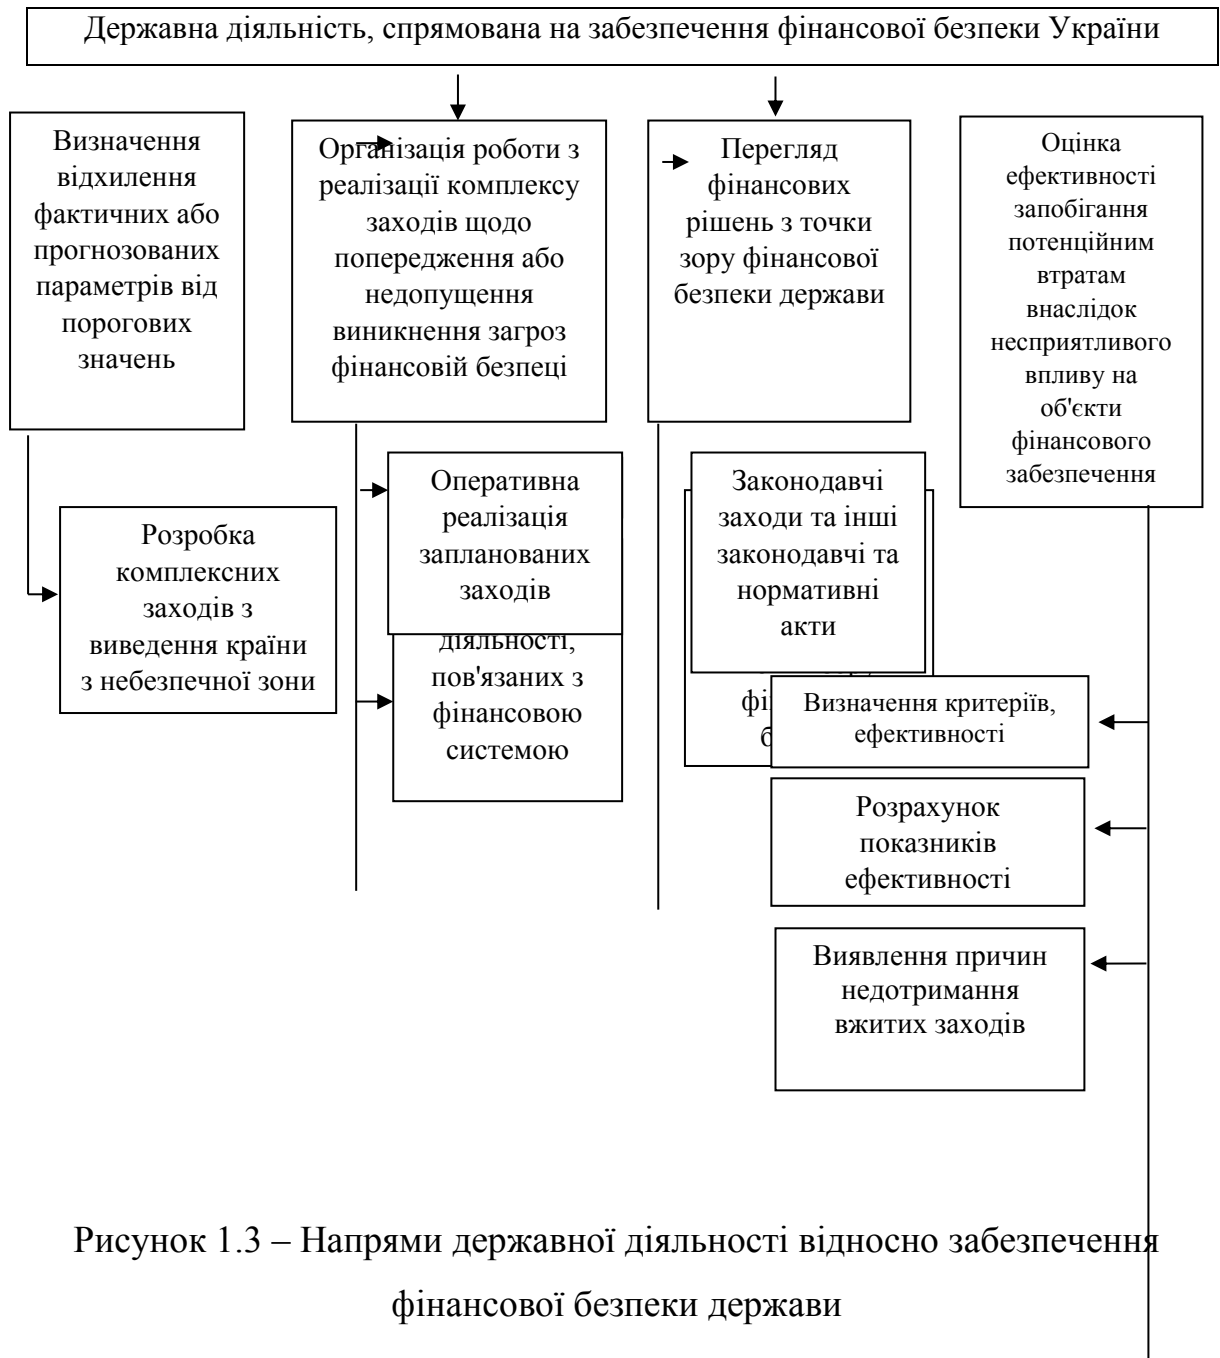 Державна діяльність, спрямована на забезпечення фінансової безпеки України
Визначення
відхилення
фактичних або
прогнозованих
параметрів від
порогових
значень
Організація роботи з
реалізації комплексу
заходів щодо
попередження або
недопущення
виникнення загроз
фінансовій безпеці
Перегляд
фінансових
рішень з точки
зору фінансової
безпеки держави
Оцінка
ефективності
запобігання
потенційним
втратам
внаслідок
несприятливого
впливу на
об'єкти
фінансового
забезпечення
Розробка
комплексних
заходів з
виведення країни
з небезпечної зони
Оперативна
реалізація
запланованих
заходів
діяльності,
пов'язаних з
фінансовою
системою
Законодавчі
заходи та інші
законодавчі та
нормативні
акти
Визначення критеріїв,
ефективності
Розрахунок
показників
ефективності
Виявлення причин
недотримання
вжитих заходів
Рисунок 1.3 – Напрями державної діяльності відносно забезпечення
фінансової безпеки держави